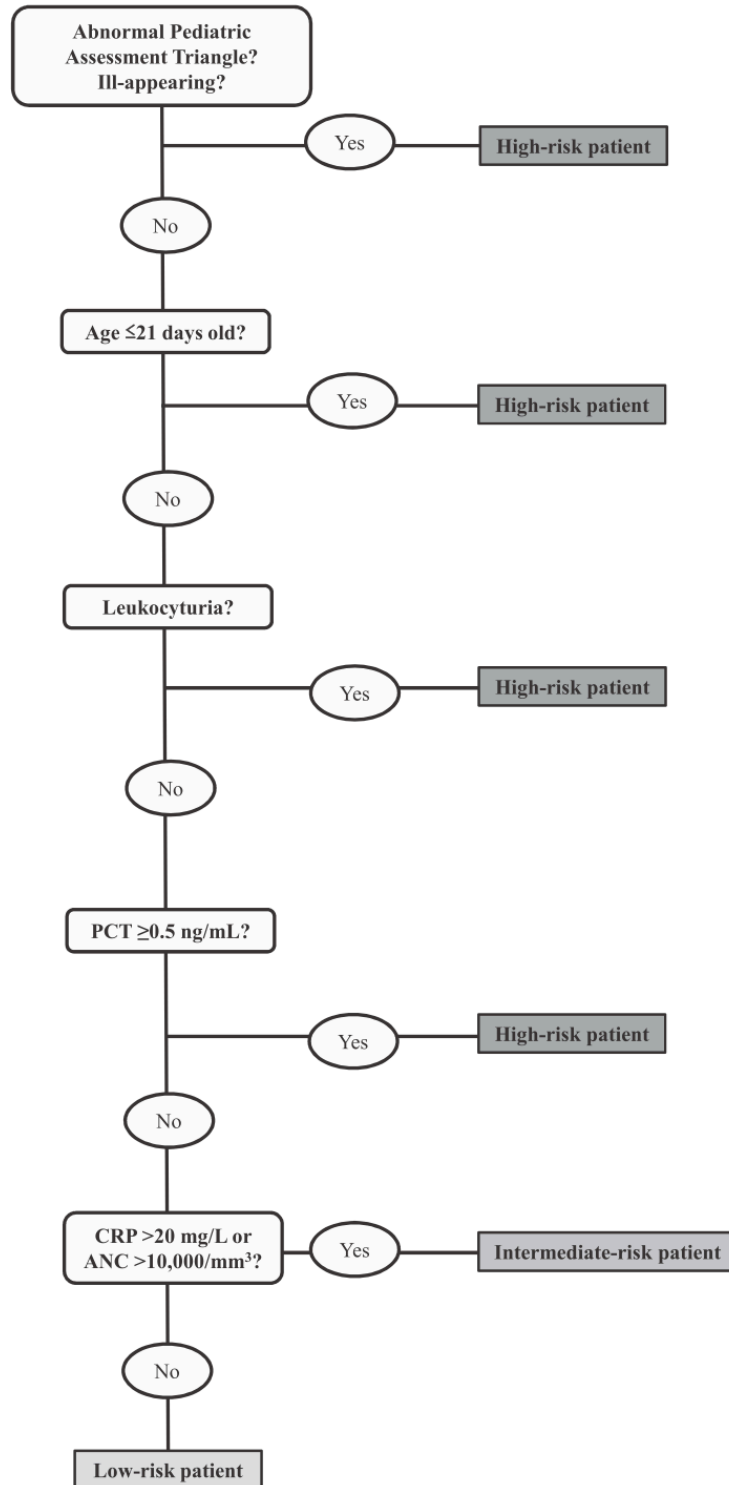 Abnormal Pediatric
Assessment Triangle?
Ill-appearing?
Yes
High-risk patient
No
Age ≤21 days old?
Yes
High-risk patient
No
Leukocyturia?
Yes
High-risk patient
No
PCT ≥0.5 ng/mL?
Yes
High-risk patient
No
CRP >20 mg/L or
ANC >10,000/mm³?
Yes
Intermediate-risk patient
No
Low-risk patient